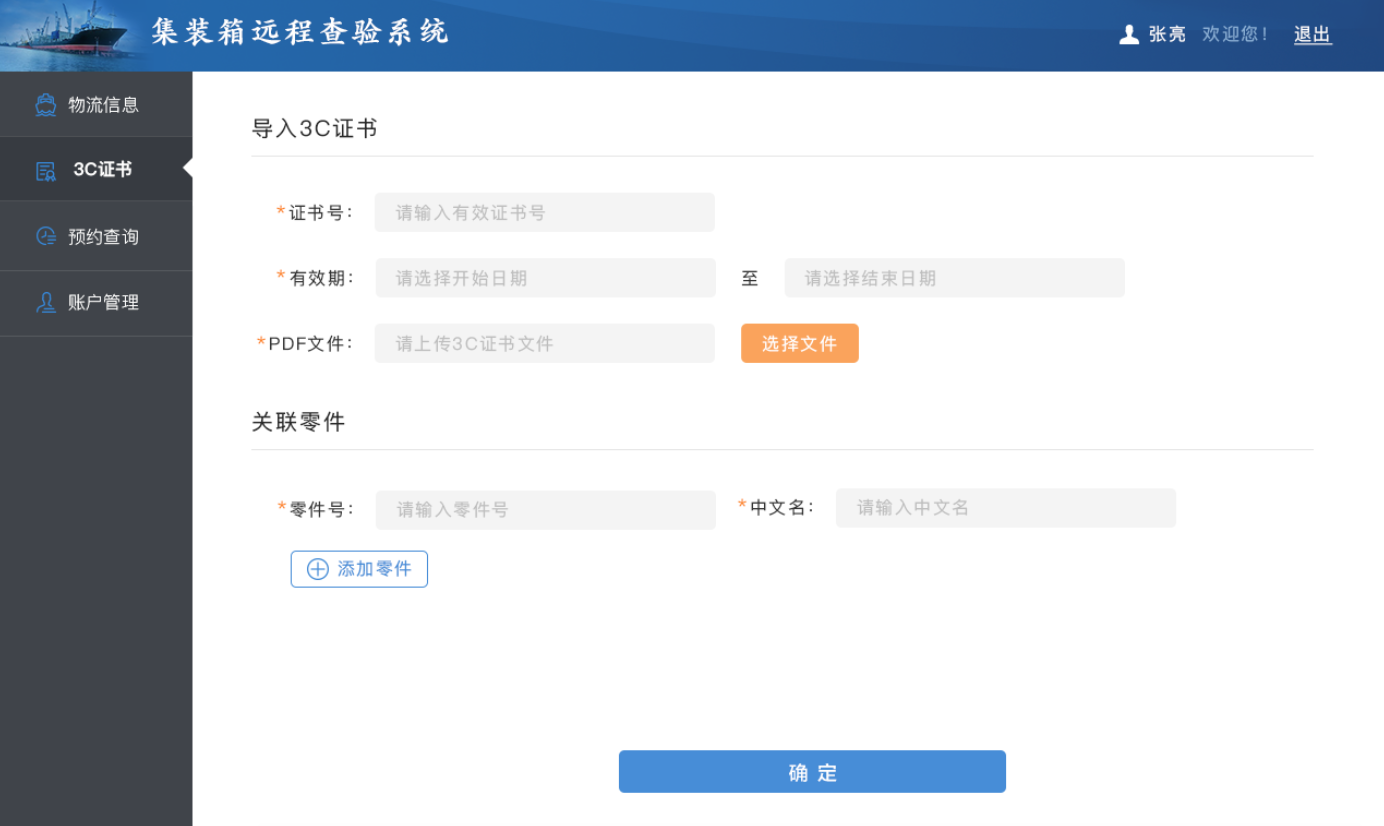 集装箱远程查验系统
张亮 欢迎您! 退出
物流信息
3C证书
预约查询
账户管理
导入3C证书
*证书号: 请输入有效证书号
*有效期: 请选择开始日期 至 请选择结束日期
*PDF文件: 请上传3C证书文件 选择文件
关联零件
*零件号: 请输入零件号 *中文名: 请输入中文名
添加零件
确定